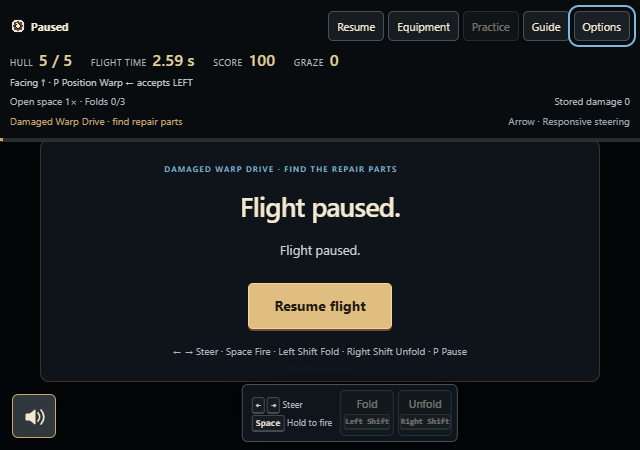 Paused
Resume
Equipment
Practice
Guide
Options
HULL 5 / 5 FLIGHT TIME 2.59 s SCORE 100 GRAZE 0
Facing ↑ · P Position Warp ← accepts LEFT
Open space 1× · Folds 0/3
Stored damage 0
Damaged Warp Drive · find repair parts
Arrow · Responsive steering
DAMAGED WARP DRIVE · FIND THE REPAIR PARTS
Flight paused.
Flight paused.
Resume flight
← → Steer · Space Fire · Left Shift Fold · Right Shift Unfold · P Pause
← → Steer
Space Hold to fire
Fold
Left Shift
Unfold
Right Shift